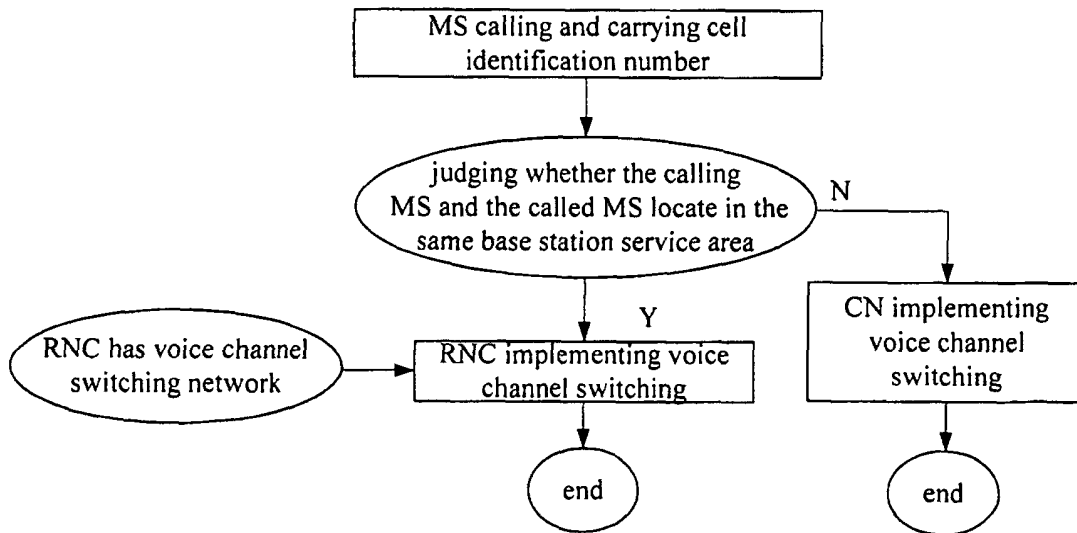 MS calling and carrying cell
identification number
judging whether the calling
MS and the called MS locate in the
same base station service area
N
Y
RNC has voice channel
switching network
RNC implementing voice
channel switching
CN implementing
voice channel
switching
end
end